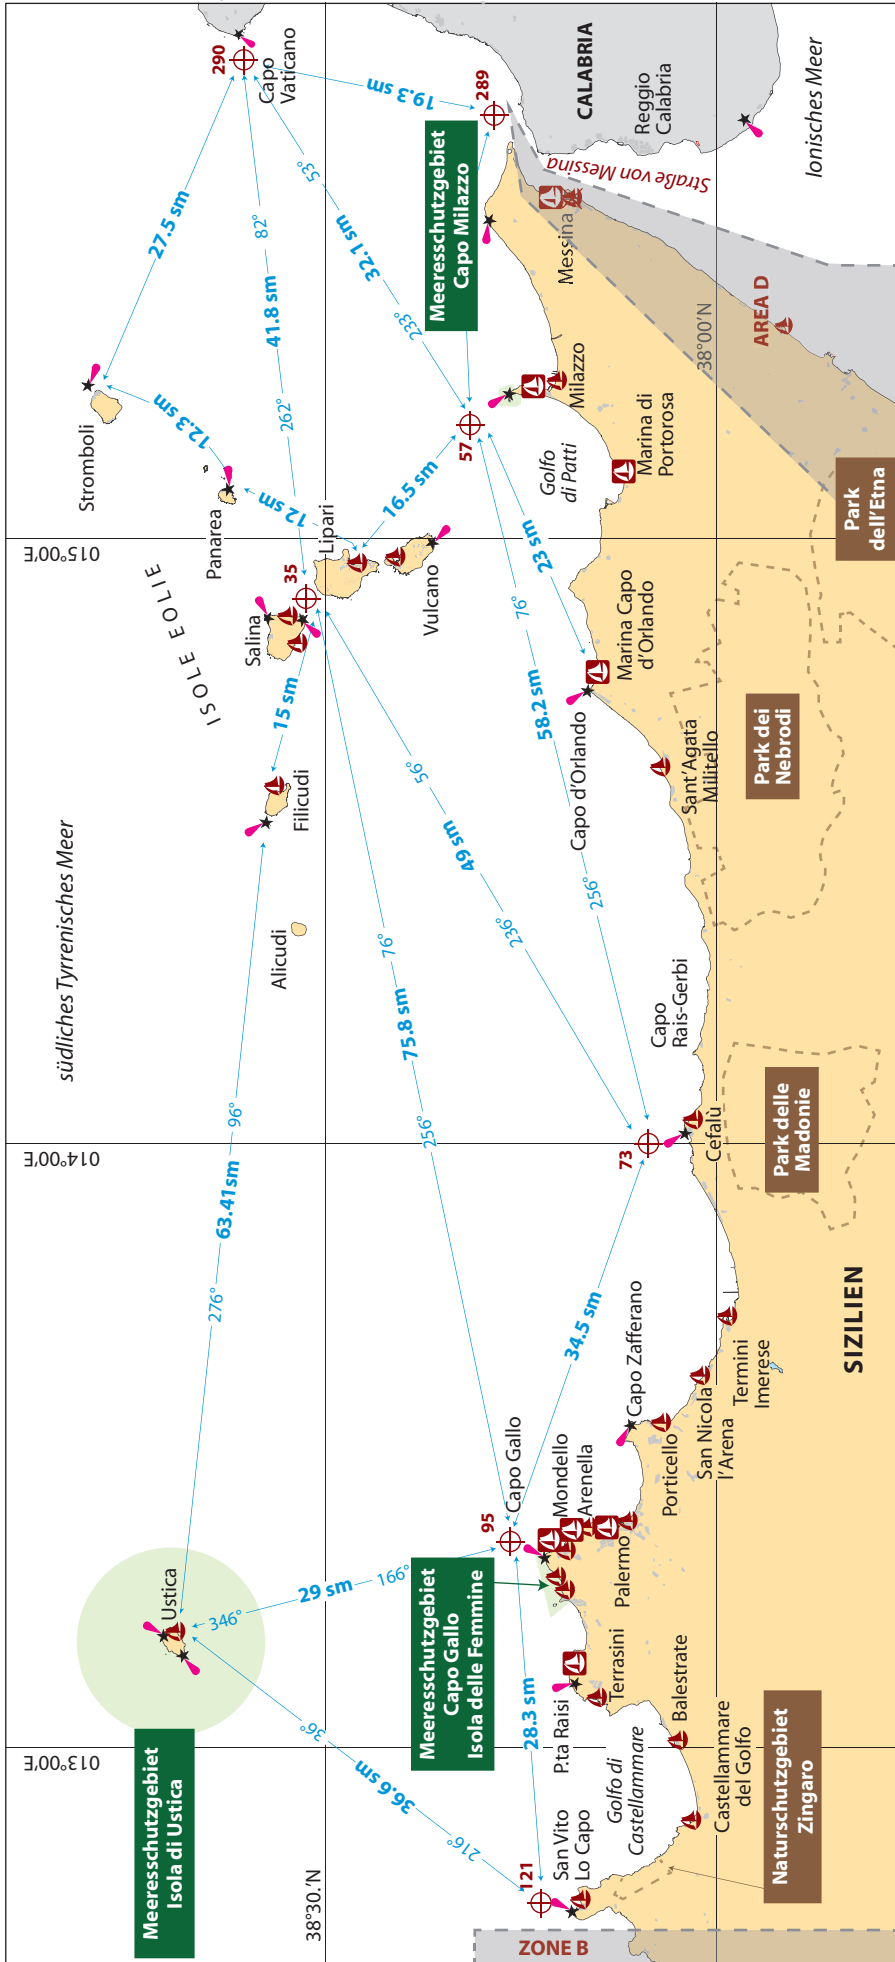 südliches Tyrrenisches Meer
ISOLE EOLIE
Ionisches Meer
Meeresschutzgebiet
Isola di Ustica
Ustica
Alicudi
Filicudi
Salina
Lipari
Vulcano
Panarea
Stromboli
Capo
Vaticano
290
289
57
35
73
95
121
013°00,'E
014°00,'E
015°00,'E
38°30.'N
38°00'N
36.6 sm
36°
216°
29 sm
346°
166°
63.41sm
276°
96°
15 sm
75.8 sm
256°
76°
49 sm
236°
56°
58.2 sm
256°
76°
34.5 sm
28.3 sm
23 sm
16.5 sm
12 sm
12.3 sm
27.5 sm
41.8 sm
262°
82°
32.1 sm
233°
53°
19.3 sm
Meeresschutzgebiet
Capo Gallo
Isola delle Femmine
Meeresschutzgebiet
Capo Milazzo
CALABRIA
Reggio
Calabria
Straße von Messina
Messina
AREA D
Milazzo
Golfo
di Patti
Marina di
Portorosa
Marina Capo
d'Orlando
Capo d'Orlando
Sant'Agata
Militello
Capo
Rais-Gerbi
Cefalù
Capo Zafferano
Termini
Imerese
San Nicola
l'Arena
Porticello
Capo Gallo
Mondello
Arenella
Palermo
P.ta Raisi
Terrasini
Golfo di
Castellammare
Balestrate
Castellammare
del Golfo
San Vito
Lo Capo
ZONE B
Naturschutzgebiet
Zingaro
Park delle
Madonie
Park dei
Nebrodi
Park
dell'Etna
SIZILIEN